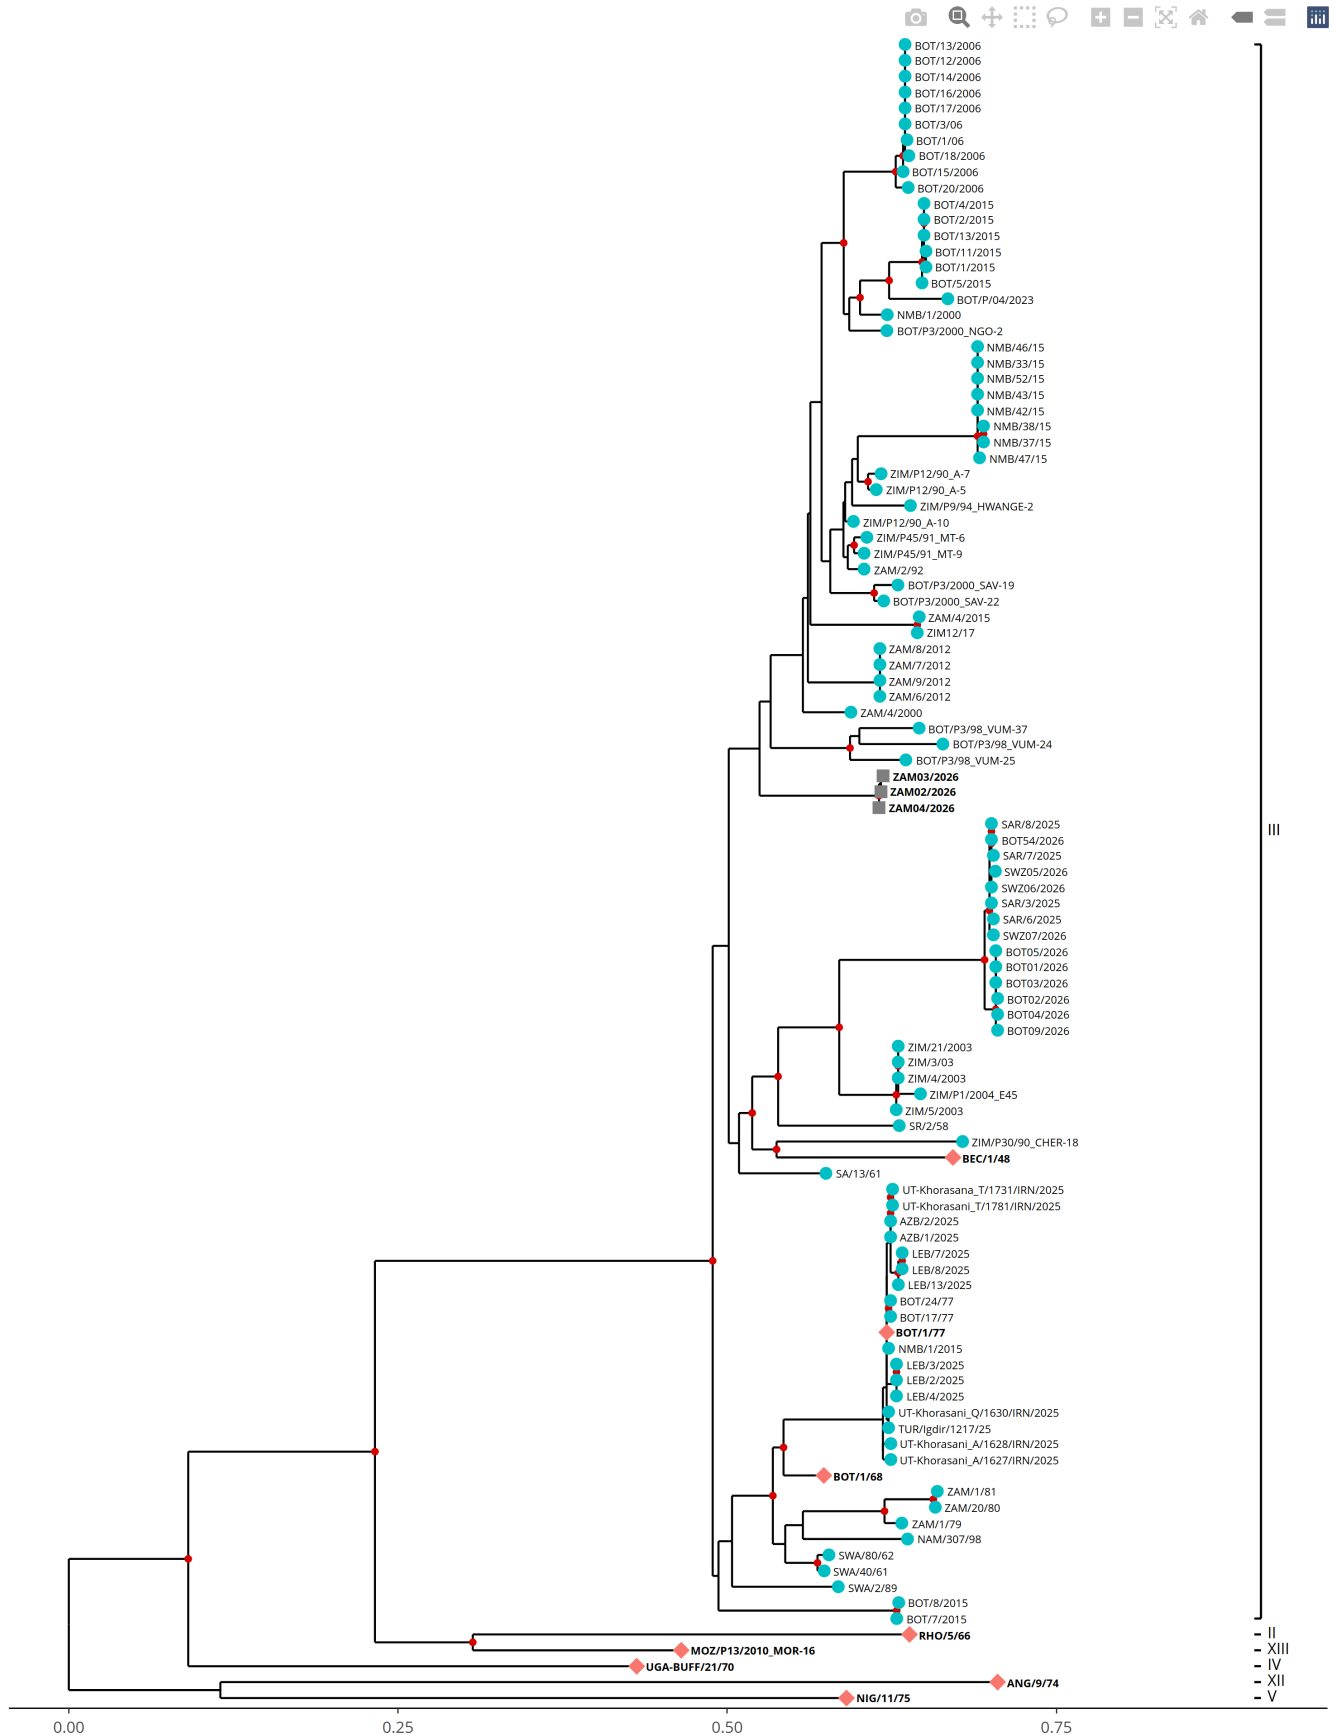 BOT/13/2006
BOT/12/2006
BOT/14/2006
BOT/16/2006
BOT/17/2006
BOT/3/06
BOT/1/06
BOT/18/2006
BOT/15/2006
BOT/20/2006
BOT/4/2015
BOT/2/2015
BOT/13/2015
BOT/11/2015
BOT/1/2015
BOT/5/2015
BOT/P/04/2023
NMB/1/2000
BOT/P3/2000_NGO-2
NMB/46/15
NMB/33/15
NMB/52/15
NMB/43/15
NMB/42/15
NMB/38/15
NMB/37/15
NMB/47/15
ZIM/P12/90_A-7
ZIM/P12/90_A-5
ZIM/P9/94_HWANGE-2
ZIM/P12/90_A-10
ZIM/P45/91_MT-6
ZIM/P45/91_MT-9
ZAM/2/92
BOT/P3/2000_SAV-19
BOT/P3/2000_SAV-22
ZAM/4/2015
ZIM12/17
ZAM/8/2012
ZAM/7/2012
ZAM/9/2012
ZAM/6/2012
ZAM/4/2000
BOT/P3/98_VUM-37
BOT/P3/98_VUM-24
BOT/P3/98_VUM-25
ZAM03/2026
ZAM02/2026
ZAM04/2026
SAR/8/2025
III
BOT54/2026
SAR/7/2025
SWZ05/2026
SWZ06/2026
SAR/3/2025
SAR/6/2025
SWZ07/2026
BOT05/2026
BOT01/2026
BOT03/2026
BOT02/2026
BOT04/2026
BOT09/2026
ZIM/21/2003
ZIM/3/03
ZIM/4/2003
ZIM/P1/2004_E45
ZIM/5/2003
SR/2/58
ZIM/P30/90_CHER-18
BEC/1/48
SA/13/61
UT-Khorasana_T/1731/IRN/2025
UT-Khorasani_T/1781/IRN/2025
AZB/2/2025
AZB/1/2025
LEB/7/2025
LEB/8/2025
LEB/13/2025
BOT/24/77
BOT/17/77
BOT/1/77
NMB/1/2015
LEB/3/2025
LEB/2/2025
LEB/4/2025
UT-Khorasani_Q/1630/IRN/2025
TUR/Igdir/1217/25
UT-Khorasani_A/1628/IRN/2025
UT-Khorasani_A/1627/IRN/2025
BOT/1/68
ZAM/1/81
ZAM/20/80
ZAM/1/79
NAM/307/98
SWA/80/62
SWA/40/61
SWA/2/89
BOT/8/2015
BOT/7/2015
RHO/5/66 II
MOZ/P13/2010_MOR-16 XIII
UGA-BUFF/21/70 IV
ANG/9/74 XII
NIG/11/75 V
0.00 0.25 0.50 0.75